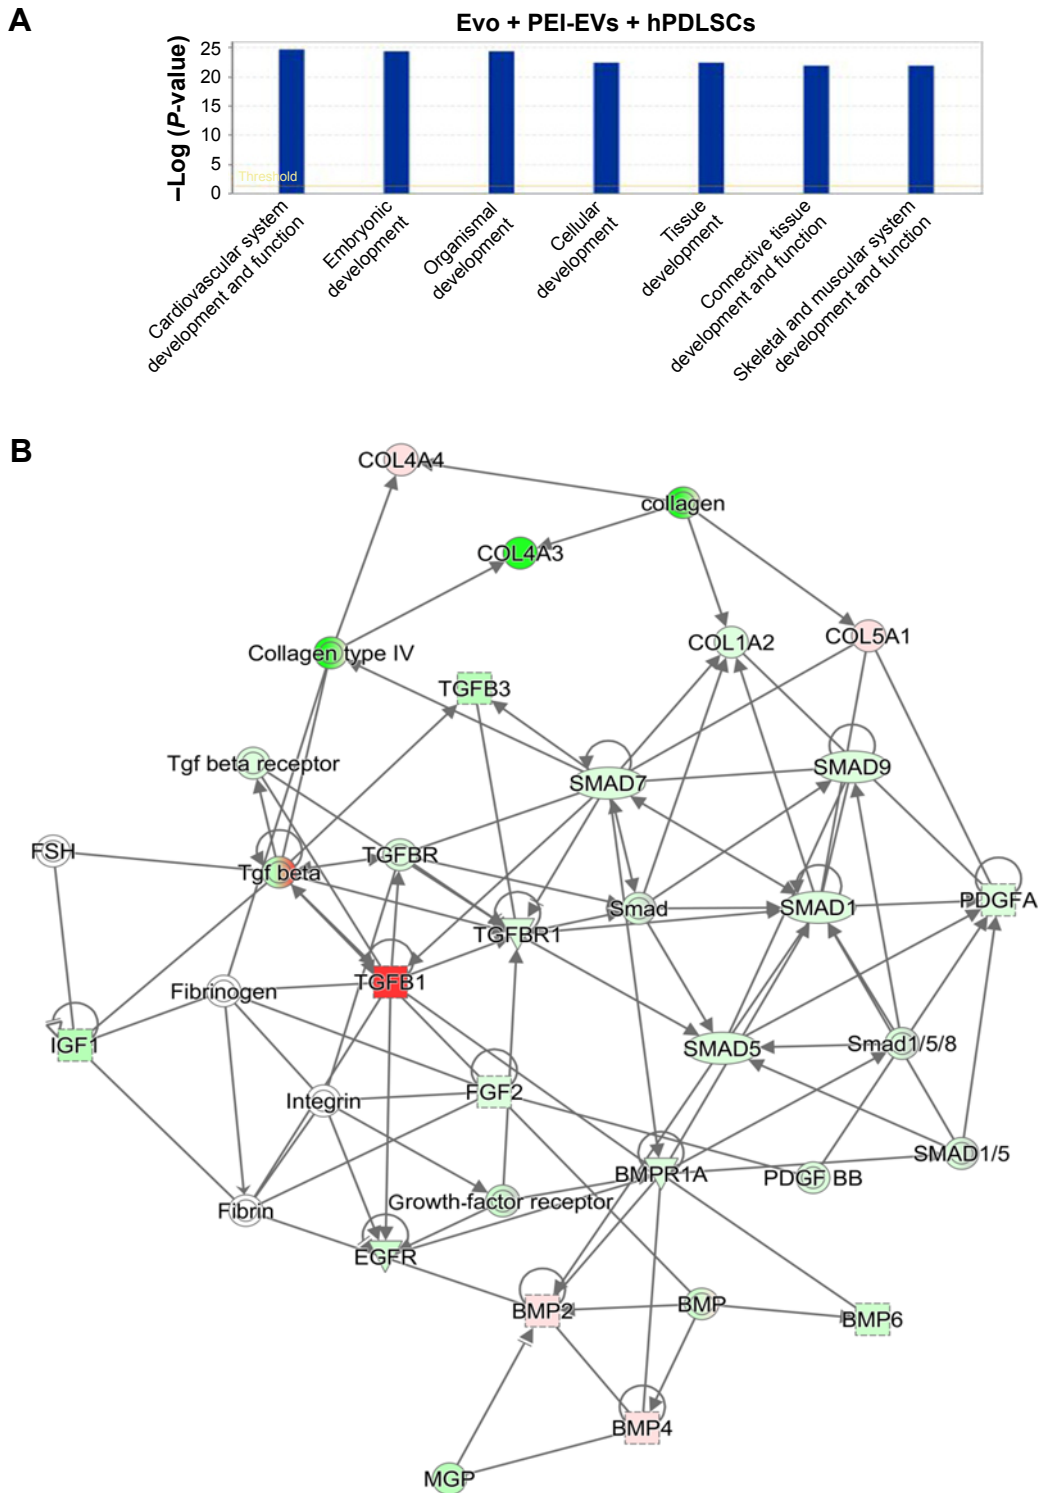 A
Evo + PEI-EVs + hPDLSCs
–Log (P-value)
25
20
15
10
5
0
Threshold
Cardiovascular system
development and function
Embryonic
development
Organismal
development
Cellular
development
Tissue
development
Connective tissue
development and function
Skeletal and muscular system
development and function
B
COL4A4
collagen
COL4A3
COL1A2
COL5A1
Collagen type IV
TGFB3
Tgf beta receptor
SMAD7
SMAD9
FSH
Tgf beta
TGFBR
Smad
SMAD1
PDGFA
TGFBR1
Fibrinogen
TGFB1
IGF1
SMAD5
Smad1/5/8
Integrin
FGF2
SMAD1/5
BMPR1A
PDGF BB
Growth-factor receptor
Fibrin
EGFR
BMP2
BMP
BMP6
BMP4
MGP